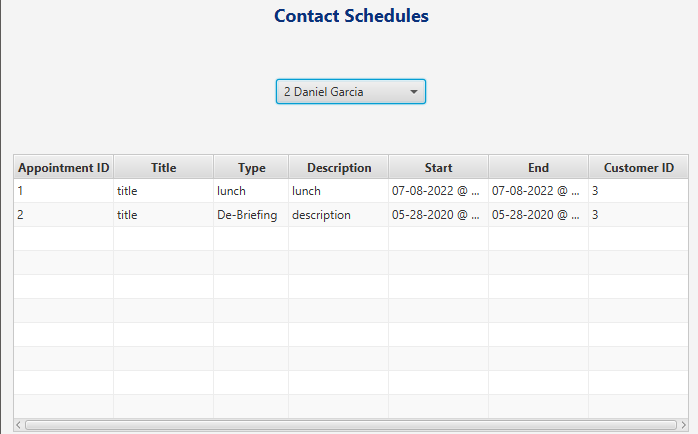 Contact Schedules
2 Daniel Garcia
Appointment ID Title Type Description Start End Customer ID
1 title lunch lunch 07-08-2022 @ ... 07-08-2022 @ ... 3
2 title De-Briefing description 05-28-2020 @ ... 05-28-2020 @ ... 3